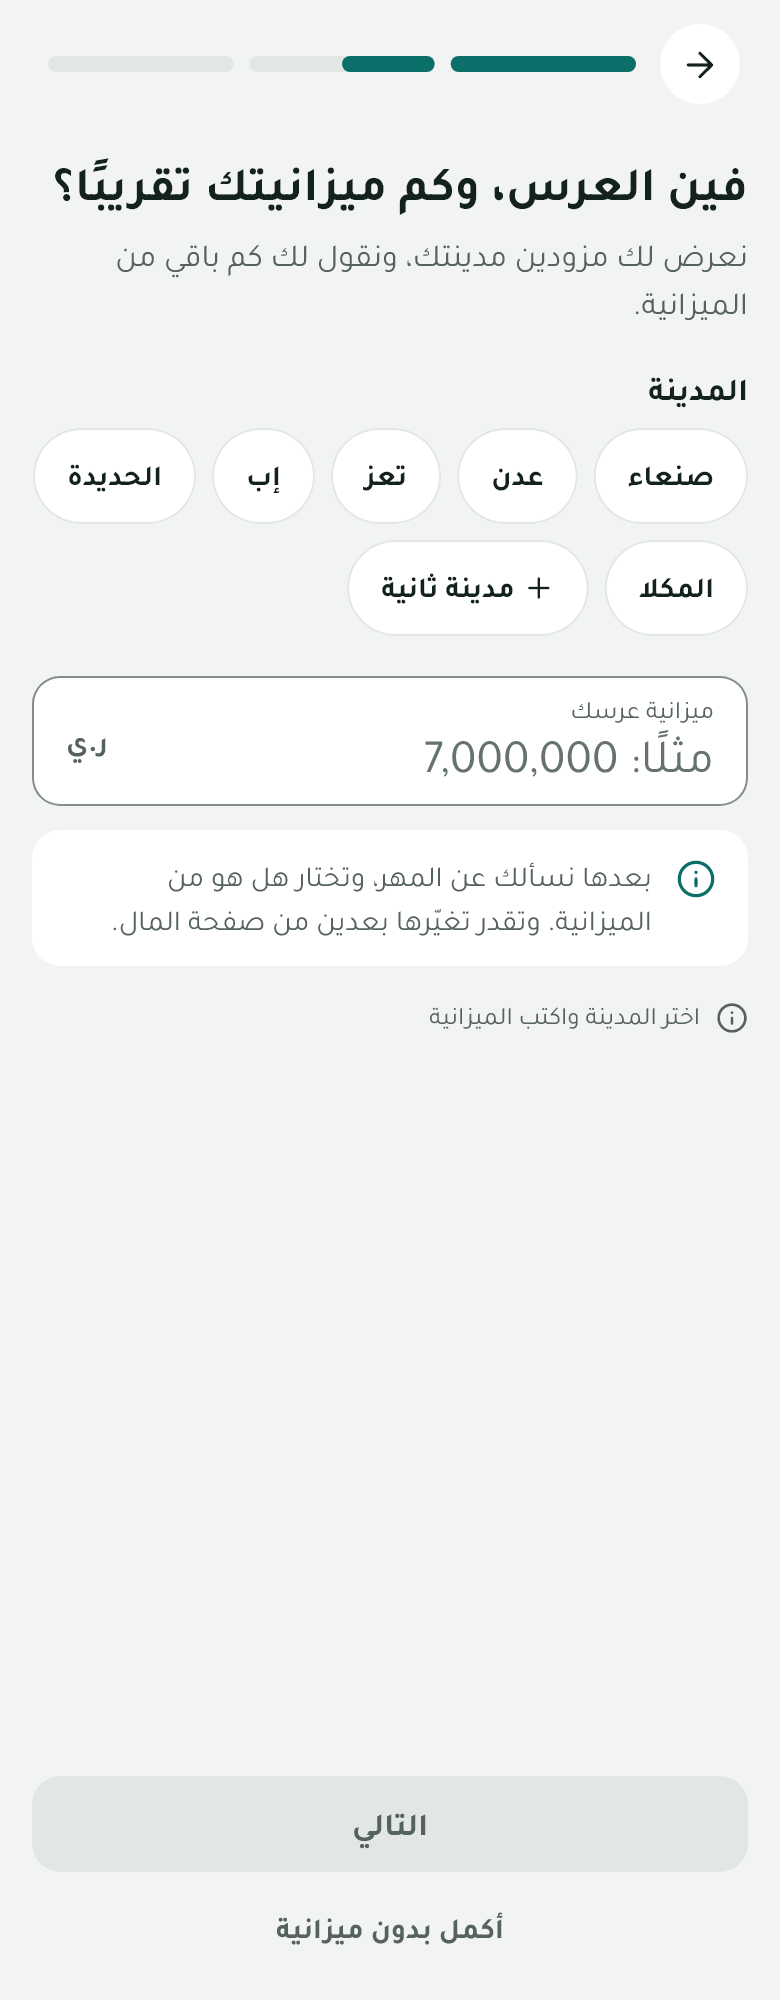 فين العرس، وكم ميزانيتك تقريبًا؟
نعرض لك مزودين مدينتك، ونقول لك كم باقي من
الميزانية.
المدينة
صنعاء
عدن
تعز
إب
الحديدة
المكلا
+ مدينة ثانية
ميزانية عرسك
مثلًا: 7,000,000
ر.ي
بعدها نسألك عن المهر، وتختار هل هو من
الميزانية. وتقدر تغيّرها بعدين من صفحة المال.
اختر المدينة واكتب الميزانية
التالي
أكمل بدون ميزانية